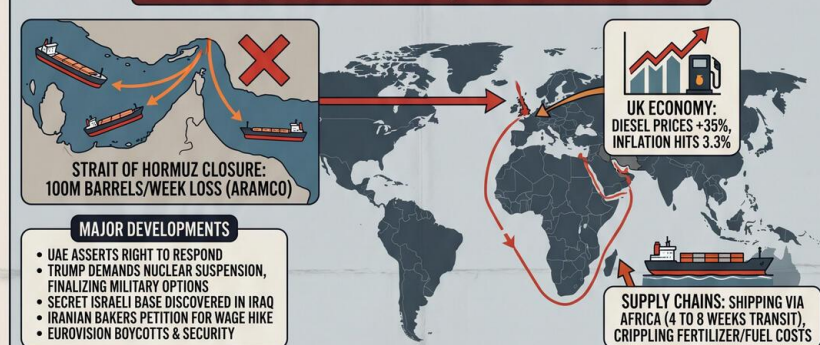 STRAIT OF HORMUZ CLOSURE:
100M BARRELS/WEEK LOSS (ARAMCO)
UK ECONOMY:
DIESEL PRICES +35%,
INFLATION HITS 3.3%
MAJOR DEVELOPMENTS
• UAE ASSERTS RIGHT TO RESPOND
• TRUMP DEMANDS NUCLEAR SUSPENSION,
FINALIZING MILITARY OPTIONS
• SECRET ISRAELI BASE DISCOVERED IN IRAQ
• IRANIAN BAKERS PETITION FOR WAGE HIKE
• EUROVISION BOYCOTTS & SECURITY
SUPPLY CHAINS: SHIPPING VIA
AFRICA (4 TO 8 WEEKS TRANSIT),
CRIPPLING FERTILIZER/FUEL COSTS